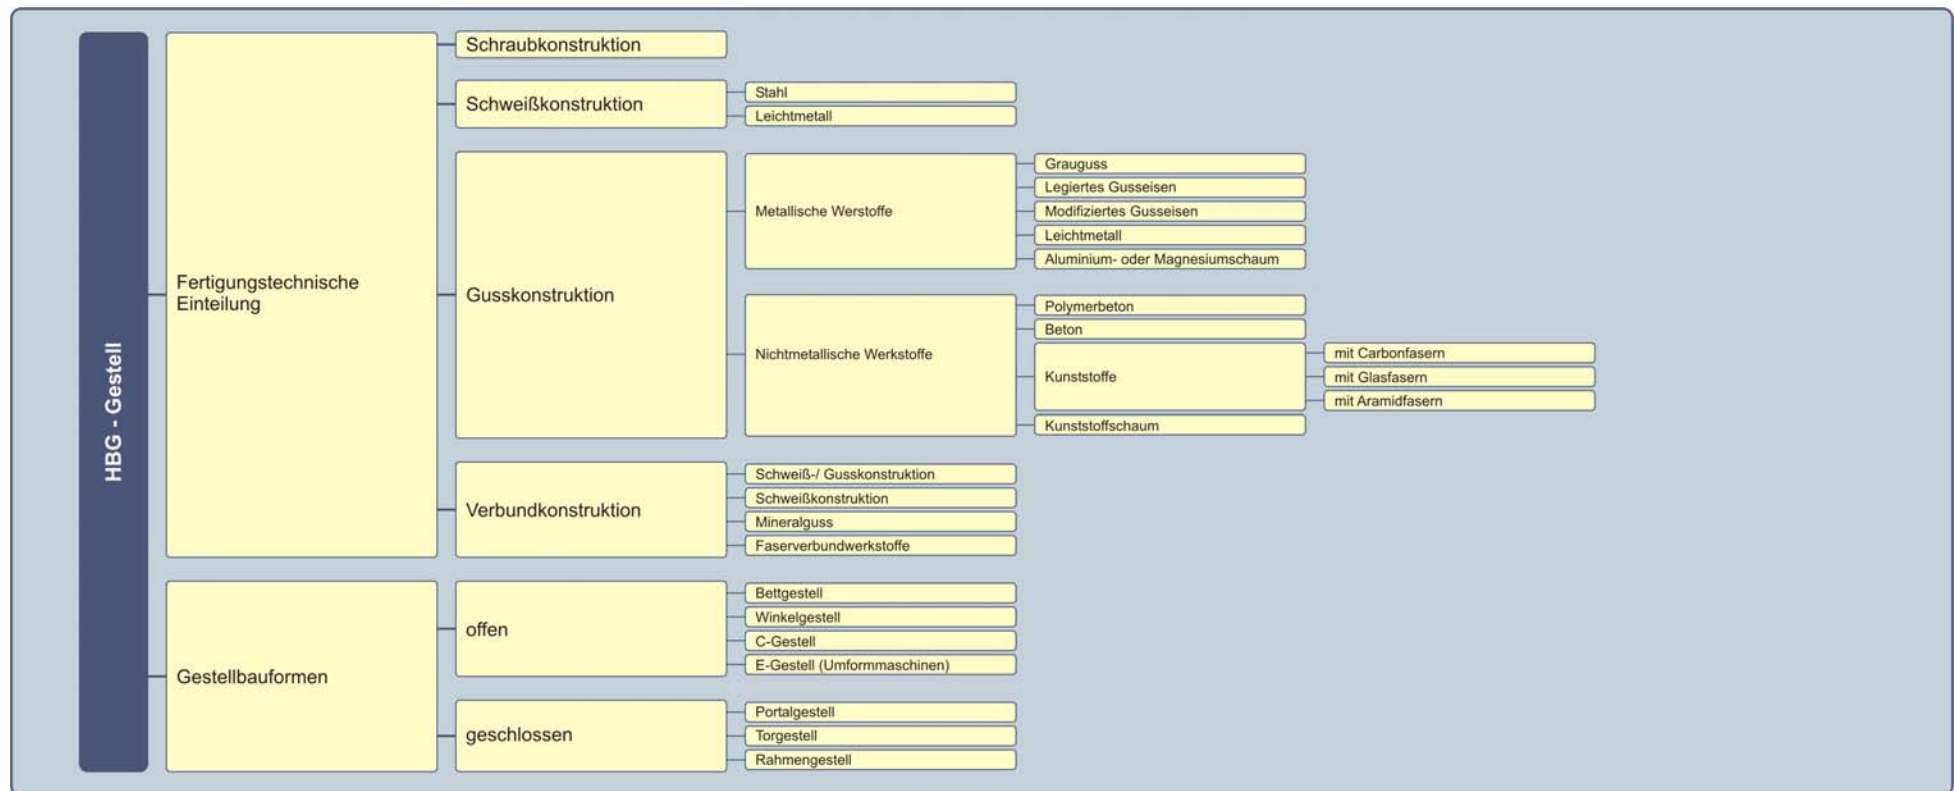 HBG - Gestell
Fertigungstechnische
Einteilung
Schraubkonstruktion
Schweißkonstruktion
Stahl
Leichtmetall
Gusskonstruktion
Metallische Werstoffe
Grauguss
Legiertes Gusseisen
Modifiziertes Gusseisen
Leichtmetall
Aluminium- oder Magnesiumschaum
Nichtmetallische Werkstoffe
Polymerbeton
Beton
Kunststoffe
mit Carbonfasern
mit Glasfasern
mit Aramidfasern
Kunststoffschaum
Verbundkonstruktion
Schweiß-/ Gusskonstruktion
Schweißkonstruktion
Mineralguss
Faserverbundwerkstoffe
Gestellbauformen
offen
Bettgestell
Winkelgestell
C-Gestell
E-Gestell (Umformmaschinen)
geschlossen
Portalgestell
Torgestell
Rahmengestell